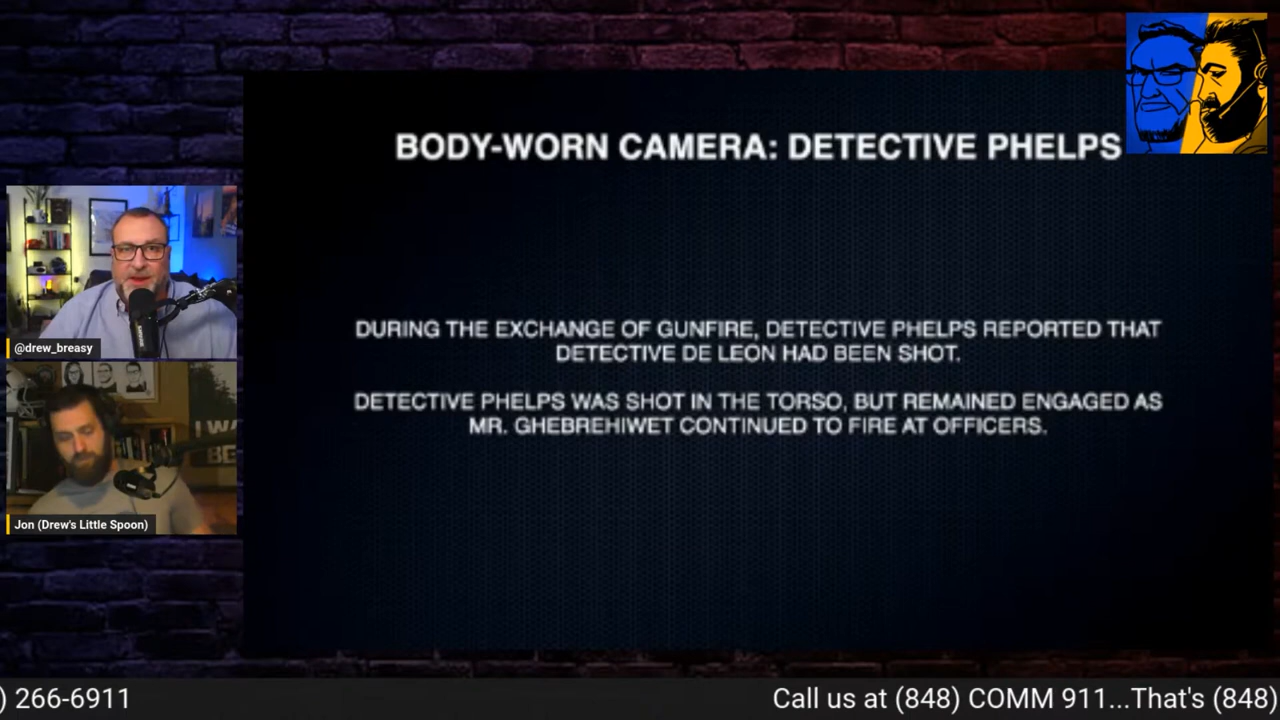 BODY-WORN CAMERA: DETECTIVE PHELPS
DURING THE EXCHANGE OF GUNFIRE, DETECTIVE PHELPS REPORTED THAT
DETECTIVE DE LEON HAD BEEN SHOT.
DETECTIVE PHELPS WAS SHOT IN THE TORSO, BUT REMAINED ENGAGED AS
MR. GHEBREHIWET CONTINUED TO FIRE AT OFFICERS.
@drew_breasy
I WA
BE
Jon (Drew's Little Spoon)
) 266-6911
Call us at (848) COMM 911...That's (848)